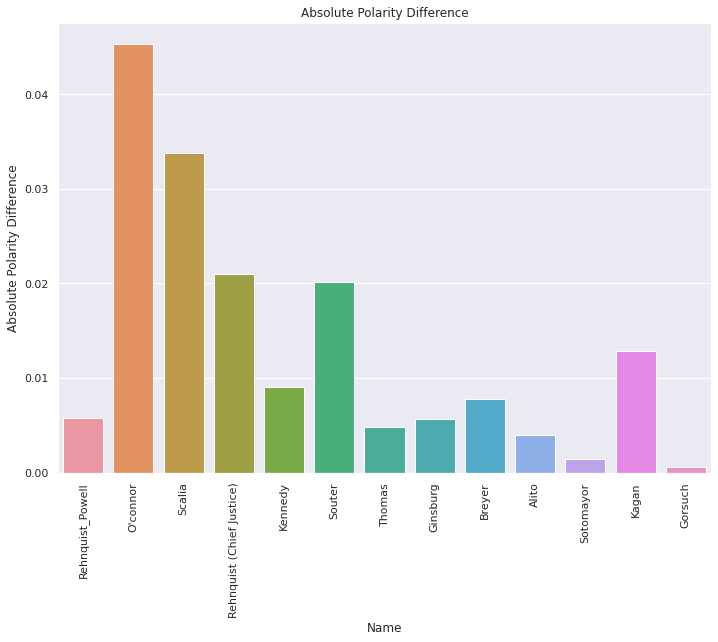 Absolute Polarity Difference
Absolute Polarity Difference
0.04
0.03
0.02
0.01
0.00
Rehnquist_Powell
O'connor
Scalia
Rehnquist (Chief Justice)
Kennedy
Souter
Thomas
Ginsburg
Breyer
Alito
Sotomayor
Kagan
Gorsuch
Name